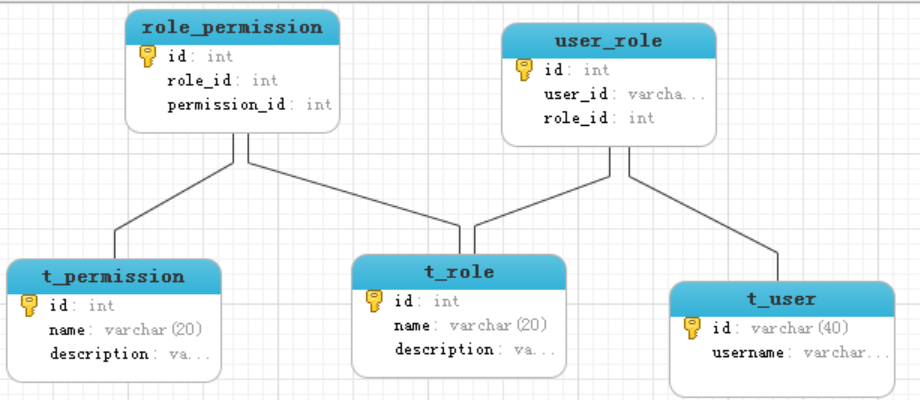 role_permission
id: int
role_id: int
permission_id: int
user_role
id: int
user_id: varcha...
role_id: int
t_permission
id: int
name: varchar(20)
description: va...
t_role
id: int
name: varchar(20)
description: va...
t_user
id: varchar(40)
username: varchar...